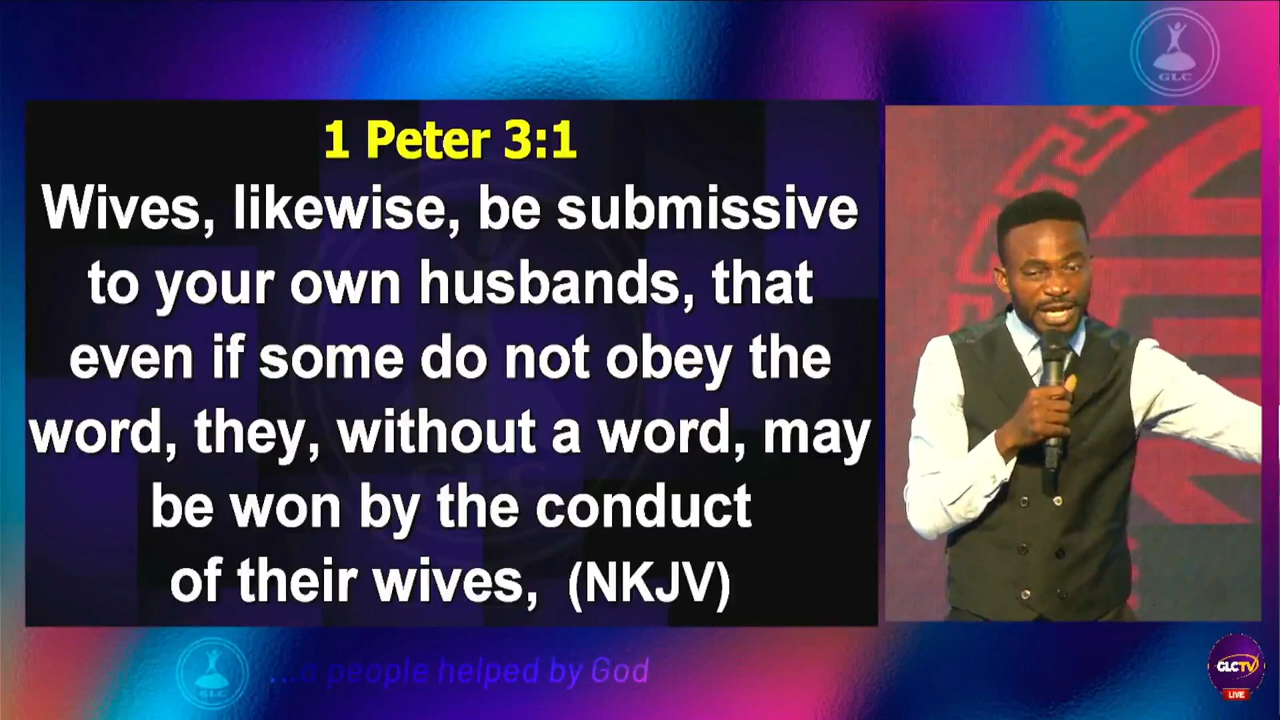 GLC
1 Peter 3:1
Wives, likewise, be submissive
to your own husbands, that
even if some do not obey the
word, they, without a word, may
be won by the conduct
of their wives, (NKJV)
GLC
...a people helped by God
GLCTV
LIVE